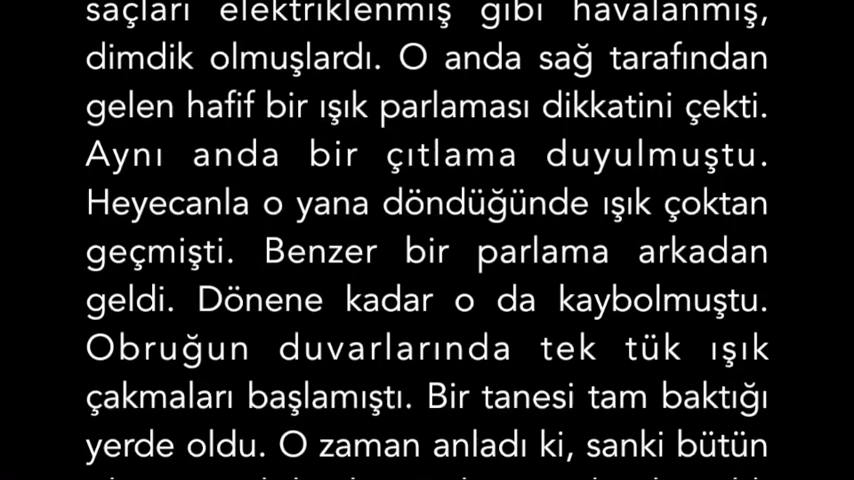 saçları elektriklenmiş gibi havalanmış,
dimdik olmuşlardı. O anda sağ tarafından
gelen hafif bir ışık parlaması dikkatini çekti.
Aynı anda bir çıtlama duyulmuştu.
Heyecanla o yana döndüğünde ışık çoktan
geçmişti. Benzer bir parlama arkadan
geldi. Dönene kadar o da kaybolmuştu.
Obruğun duvarlarında tek tük ışık
çakmaları başlamıştı. Bir tanesi tam baktığı
yerde oldu. O zaman anladı ki, sanki bütün